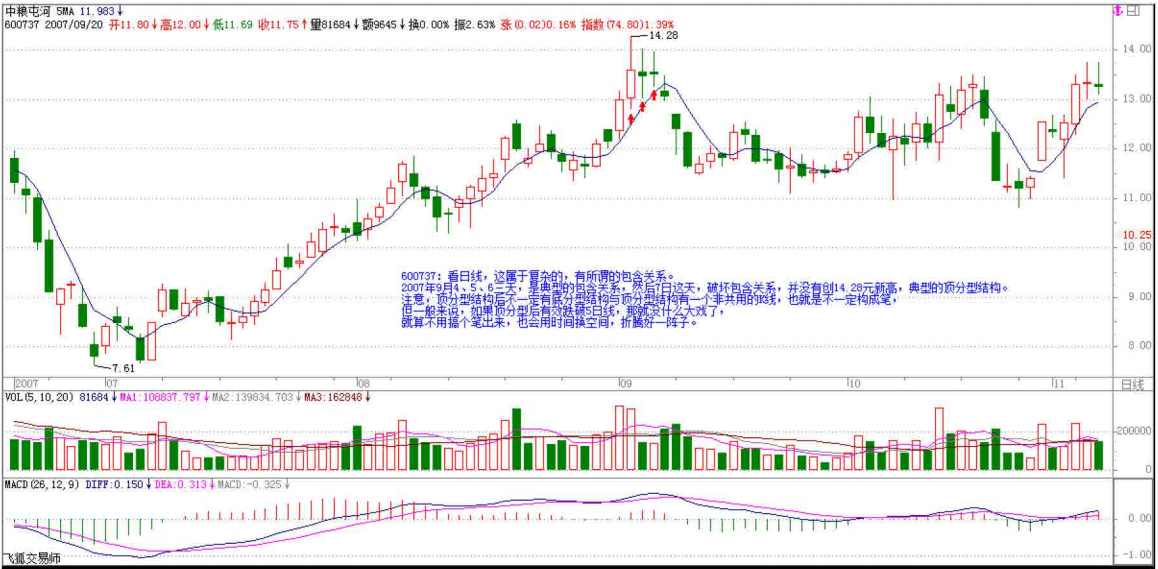 中粮屯河 5MA 11.983↓
600737 2007/09/20 开11.80↓高12.00↓低11.69 收11.75↑量81684↓额9645↓换0.00% 振2.63% 涨(0.02)0.16% 指数(74.80)1.39%
14.28
14.00
13.00
12.00
11.00
10.25
10.00
600737：看日线，这属于复杂的，有所谓的包含关系。
2007年9月4、5、6三天，是典型的包含关系，然后7日这天，破坏包含关系，并没有创14.28元新高，典型的顶分型结构。
注意，顶分型结构后不一定有底分型结构与顶分型结构有一个非共用的K线，也就是不一定构成笔，
但一般来说，如果顶分型后有效跌破5日线，那就没什么大戏了，
就算不用搞个笔出来，也会用时间换空间，折腾好一阵子。
9.00
8.00
7.61
2007 07 08 09 10 11 日线
VOL(5,10,20) 81684↓MA1:108837.797↓MA2:139834.703↓MA3:162848↓
200000
0
MACD(26,12,9) DIFF:0.150↓DEA:0.313↓MACD:-0.325↓
0.00
-1.00
飞狐交易师